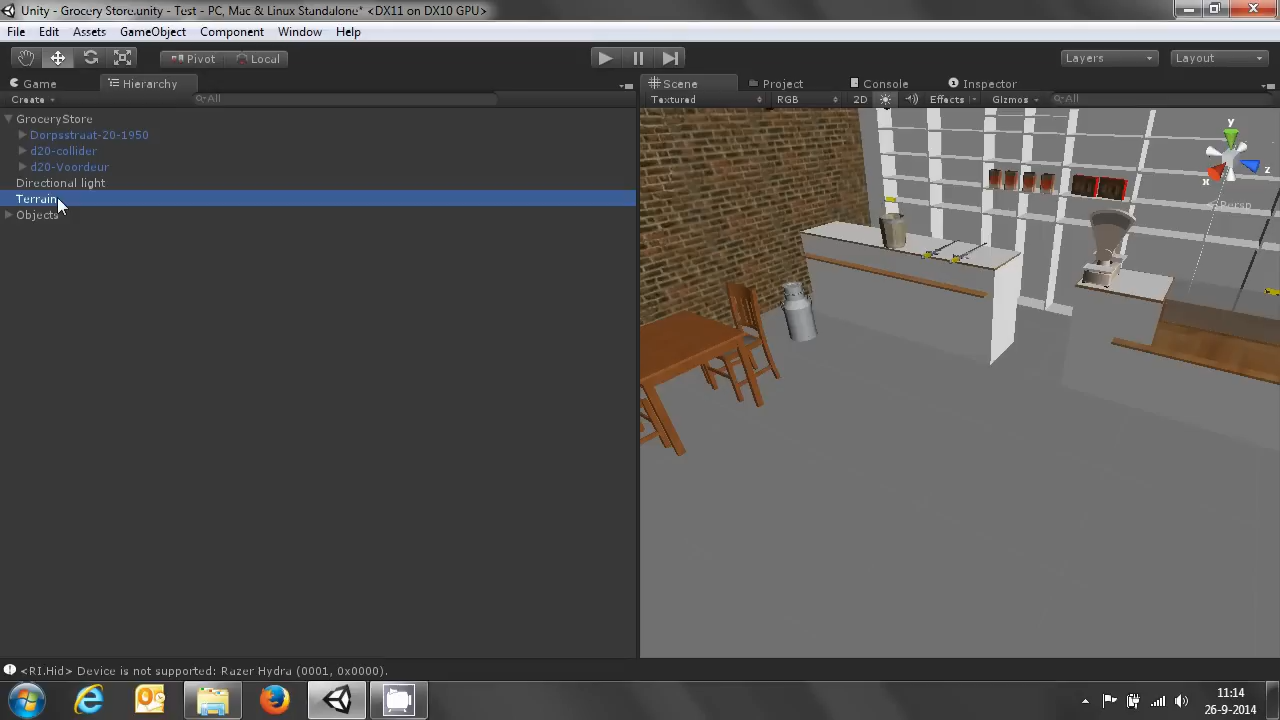 Unity - Grocery Store.unity - Test - PC, Mac & Linux Standalone* <DX11 on DX10 GPU>
File Edit Assets GameObject Component Window Help
Pivot Local Layers Layout
Game Hierarchy Scene Project Console Inspector
Create All Textured RGB 2D Effects Gizmos All
GroceryStore
Dorpsstraat-20-1950
d20-collider
d20-Voordeur
Directional light
Terrain
Objects
y
x
z
Persp
<RI.Hid> Device is not supported: Razer Hydra (0001, 0x0000).
11:14
26-9-2014